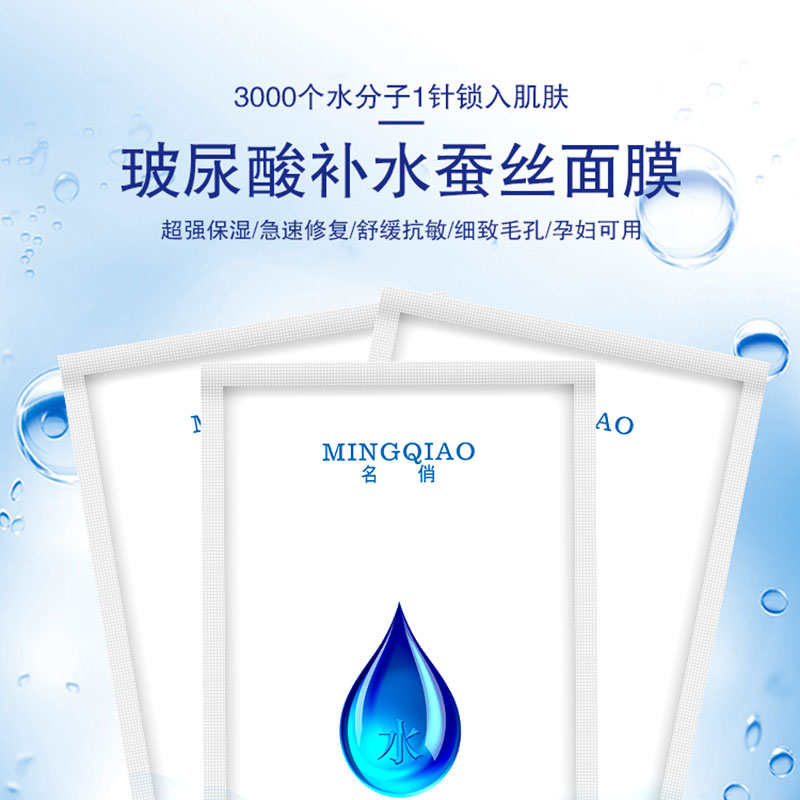 3000个水分子1针锁入肌肤
玻尿酸补水蚕丝面膜
超强保湿/急速修复/舒缓抗敏/细致毛孔/孕妇可用
M
AO
MINGQIAO
名俏
水